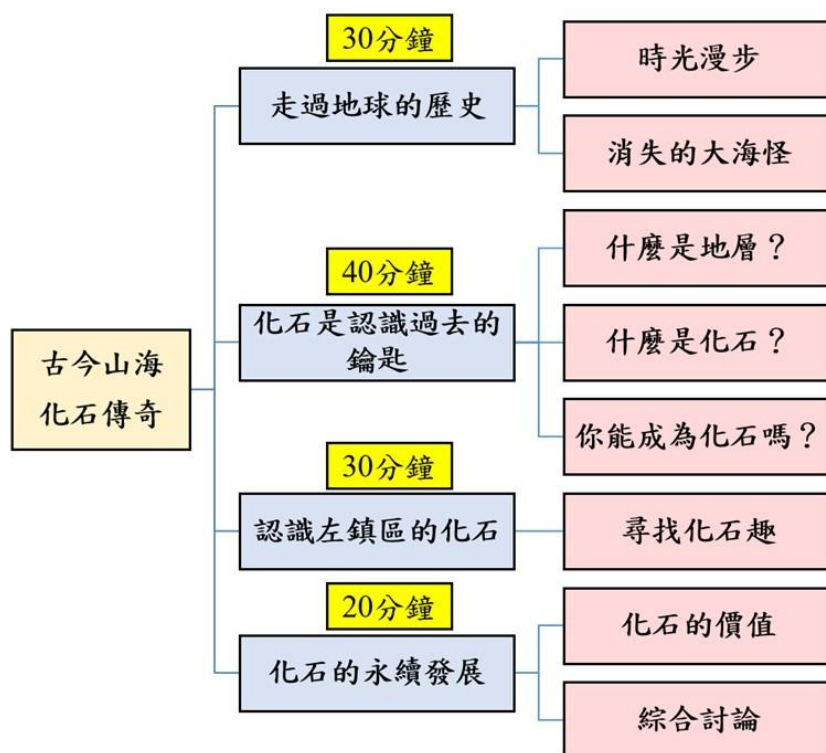 古今山海
化石傳奇
30分鐘
走過地球的歷史
時光漫步
消失的大海怪
40分鐘
化石是認識過去的
鑰匙
什麼是地層？
什麼是化石？
你能成為化石嗎？
30分鐘
認識左鎮區的化石
尋找化石趣
20分鐘
化石的永續發展
化石的價值
綜合討論